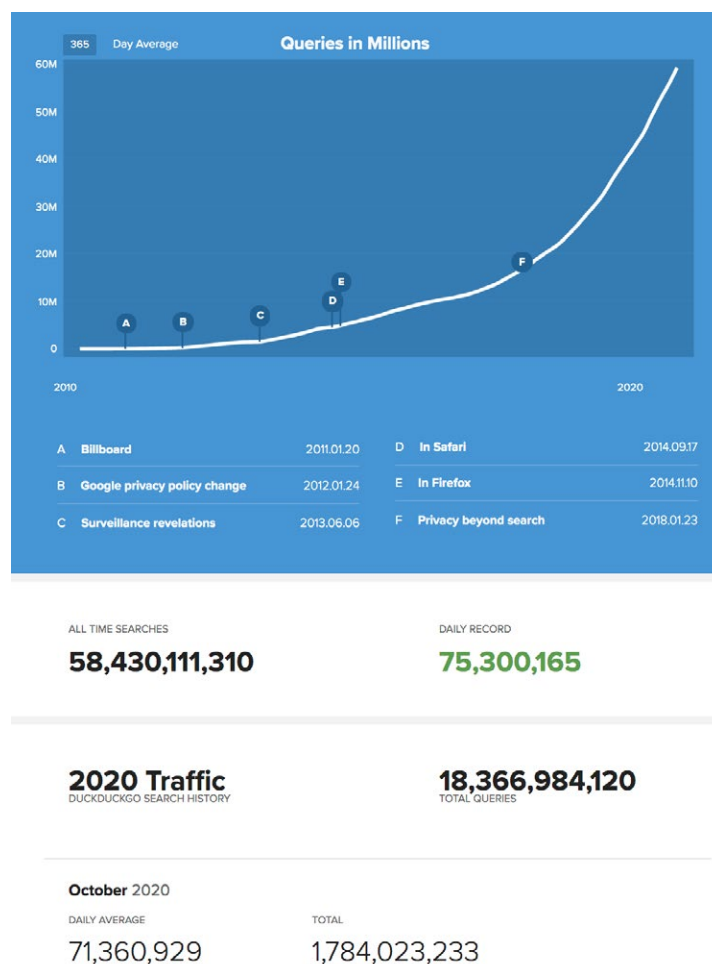 365 Day Average
Queries in Millions
60M
50M
40M
30M
20M
10M
0
A
B
C
D
E
F
2010
2020
A Billboard 2011.01.20
B Google privacy policy change 2012.01.24
C Surveillance revelations 2013.06.06
D In Safari 2014.09.17
E In Firefox 2014.11.10
F Privacy beyond search 2018.01.23
ALL TIME SEARCHES
58,430,111,310
DAILY RECORD
75,300,165
2020 Traffic
DUCKDUCKGO SEARCH HISTORY
18,366,984,120
TOTAL QUERIES
October 2020
DAILY AVERAGE
71,360,929
TOTAL
1,784,023,233